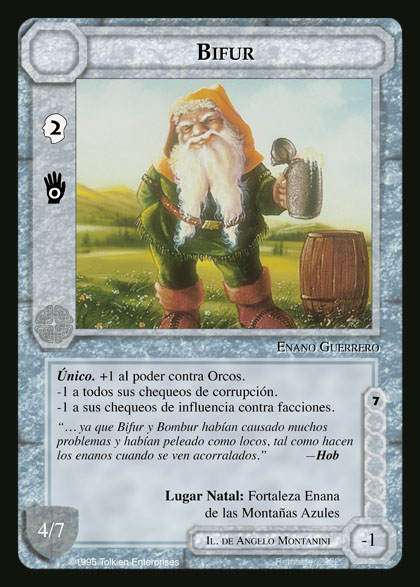 Bifur
2
Enano Guerrero
Único. +1 al poder contra Orcos.
-1 a todos sus chequeos de corrupción.
-1 a sus chequeos de influencia contra facciones.
“… ya que Bifur y Bombur habían causado muchos
problemas y habían peleado como locos, tal como hacen
los enanos cuando se ven acorralados.” —Hob
7
Lugar Natal: Fortaleza Enana
de las Montañas Azules
4/7
Il. de Angelo Montanini
-1
©1995 Tolkien Enterprises